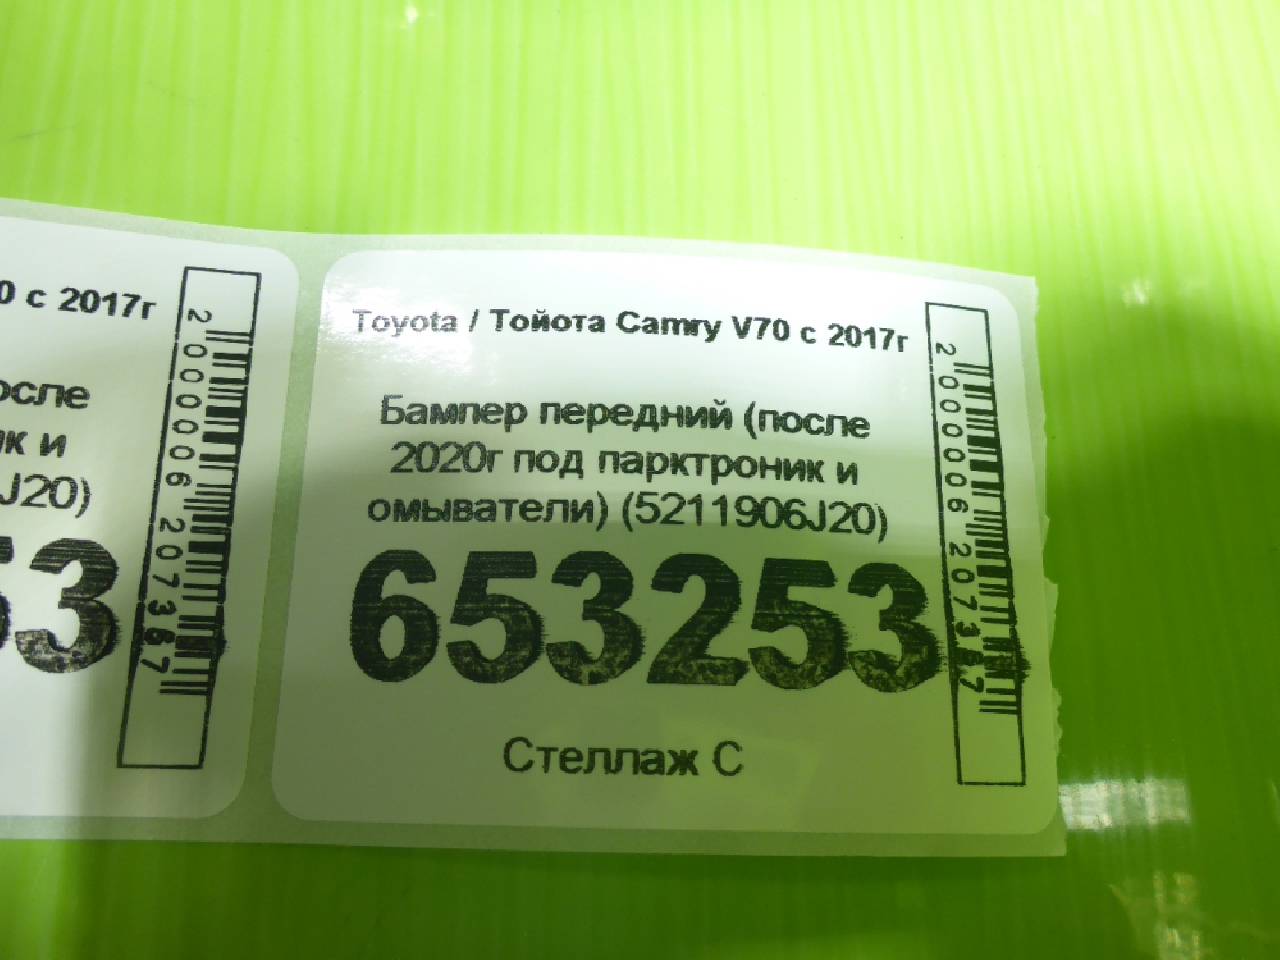 0 с 2017г
осле
ик и
J20)
53
2000006207387
Toyota / Тойота Camry V70 с 2017г
Бампер передний (после
2020г под парктроник и
омыватели) (5211906J20)
653253
Стеллаж С
2000006207387